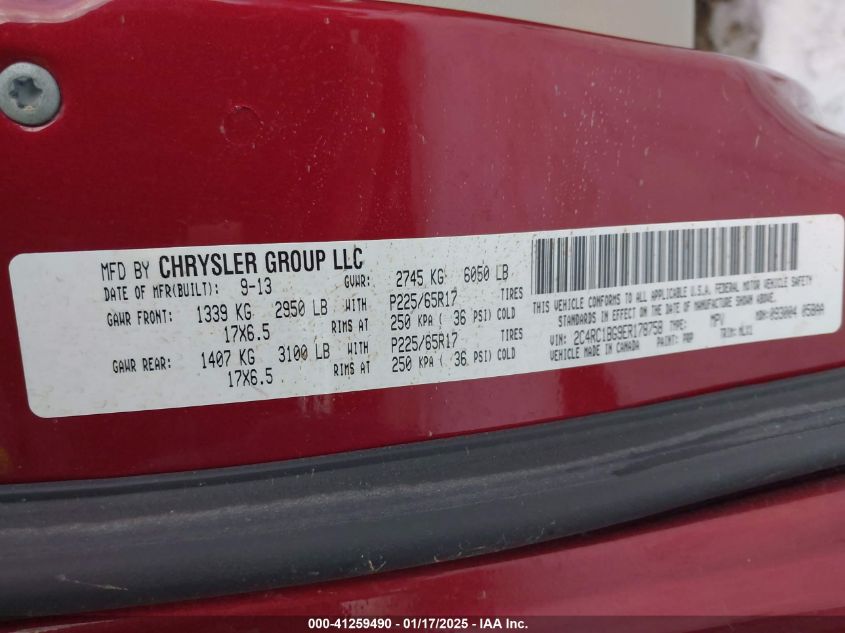 MFD BY CHRYSLER GROUP LLC
DATE OF MFR(BUILT): 9-13 GVWR: 2745 KG 6050 LB
GAWR FRONT: 1339 KG 2950 LB WITH P225/65R17 TIRES
17X6.5 RIMS AT 250 KPA ( 36 PSI) COLD
GAWR REAR: 1407 KG 3100 LB WITH P225/65R17 TIRES
17X6.5 RIMS AT 250 KPA ( 36 PSI) COLD
THIS VEHICLE CONFORMS TO ALL APPLICABLE U.S.A. FEDERAL MOTOR VEHICLE SAFETY
STANDARDS IN EFFECT ON THE DATE OF MANUFACTURE SHOWN ABOVE.
VIN: 2C4RC1BG9ER178758 TYPE: MPV MDH: 093004 058AA
VEHICLE MADE IN CANADA PAINT: PRP TRIM:
000-41259490 - 01/17/2025 - IAA Inc.